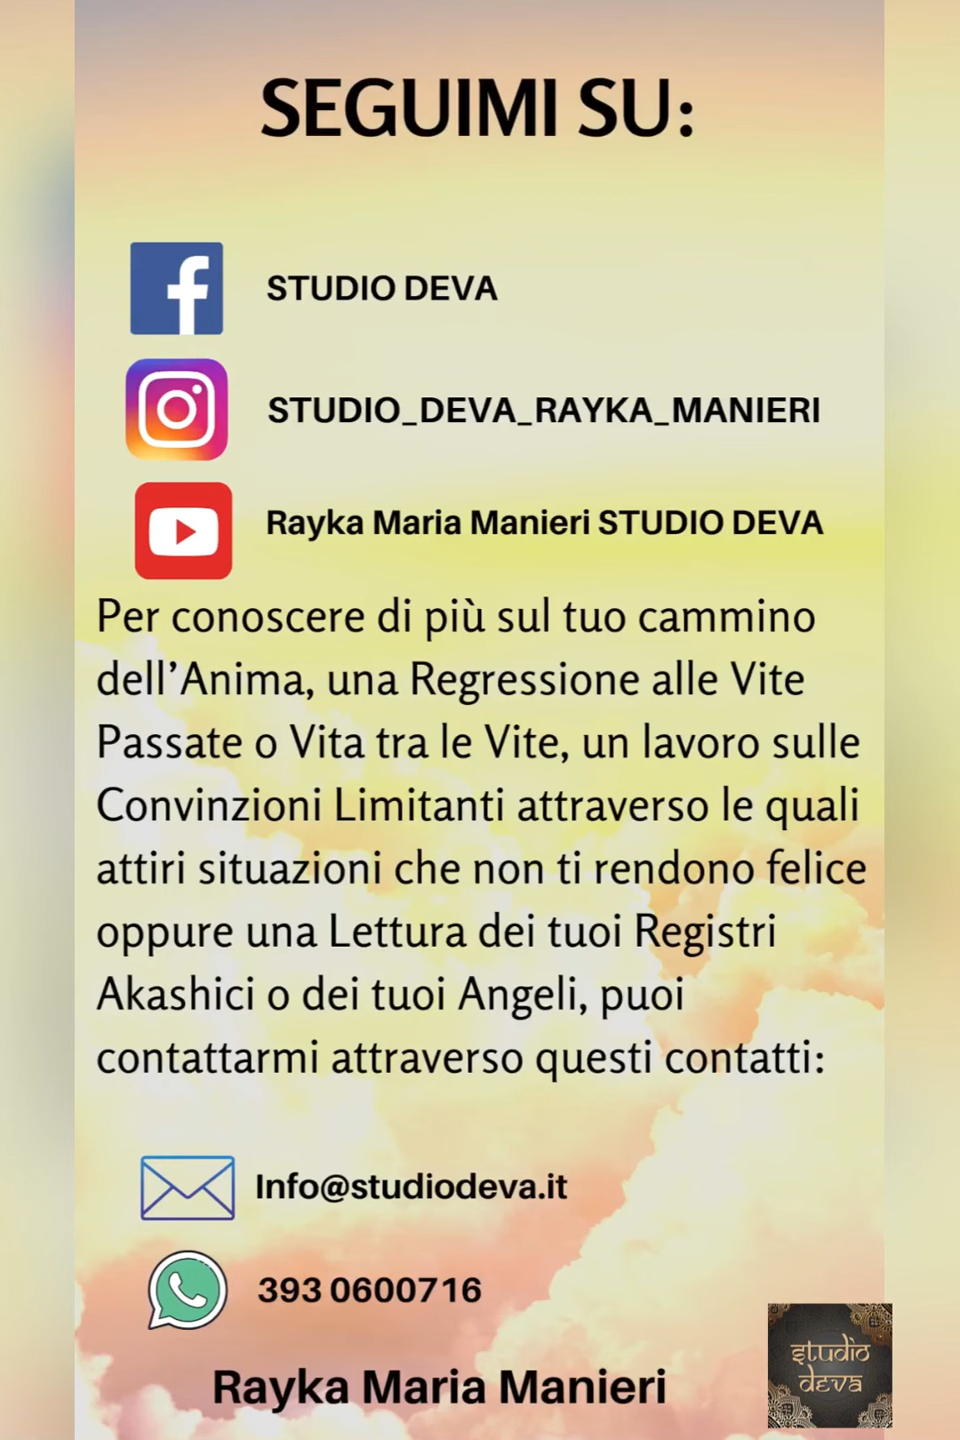 SEGUIMI SU:
STUDIO DEVA
STUDIO_DEVA_RAYKA_MANIERI
Rayka Maria Manieri STUDIO DEVA
Per conoscere di più sul tuo cammino
dell’Anima, una Regressione alle Vite
Passate o Vita tra le Vite, un lavoro sulle
Convinzioni Limitanti attraverso le quali
attiri situazioni che non ti rendono felice
oppure una Lettura dei tuoi Registri
Akashici o dei tuoi Angeli, puoi
contattarmi attraverso questi contatti:
Info@studiodeva.it
393 0600716
Rayka Maria Manieri
studio
deva